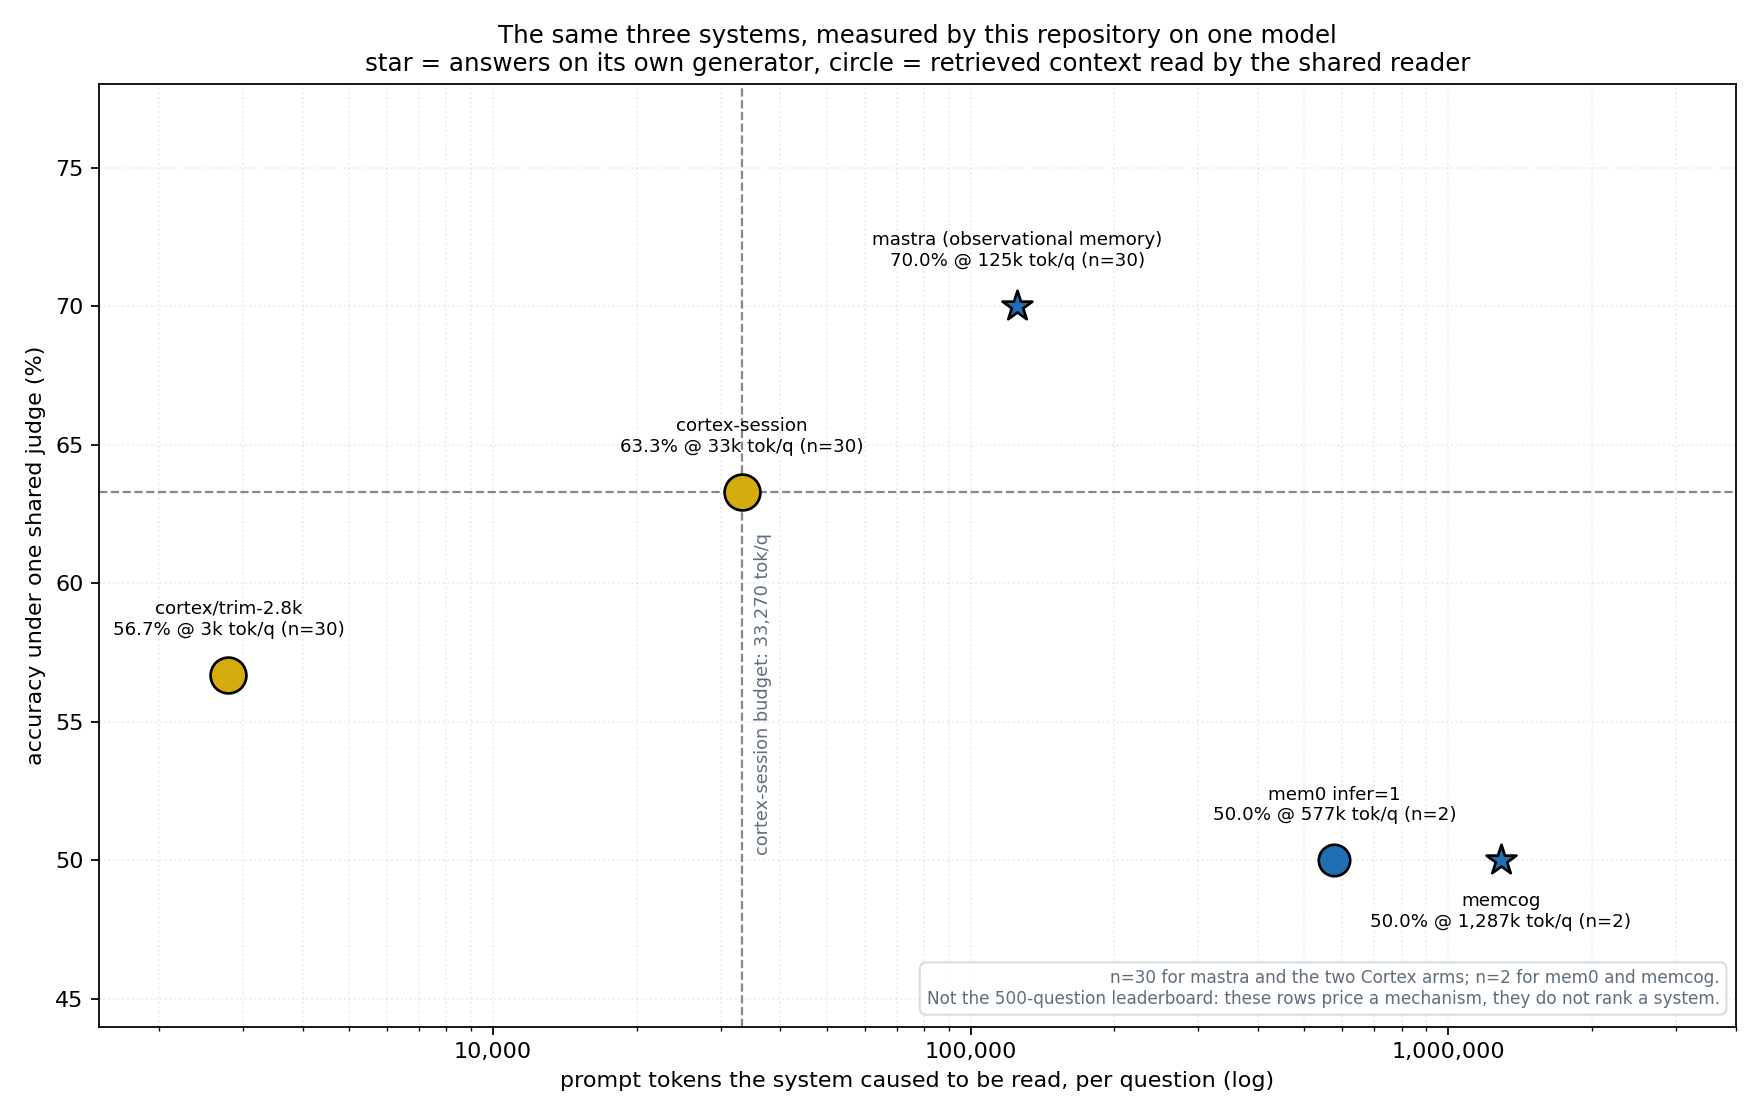 The same three systems, measured by this repository on one model
star = answers on its own generator, circle = retrieved context read by the shared reader
accuracy under one shared judge (%)
75
70
65
60
55
50
45
mastra (observational memory)
70.0% @ 125k tok/q (n=30)
cortex-session
63.3% @ 33k tok/q (n=30)
cortex-session budget: 33,270 tok/q
cortex/trim-2.8k
56.7% @ 3k tok/q (n=30)
mem0 infer=1
50.0% @ 577k tok/q (n=2)
memcog
50.0% @ 1,287k tok/q (n=2)
n=30 for mastra and the two Cortex arms; n=2 for mem0 and memcog.
Not the 500-question leaderboard: these rows price a mechanism, they do not rank a system.
10,000
100,000
1,000,000
prompt tokens the system caused to be read, per question (log)